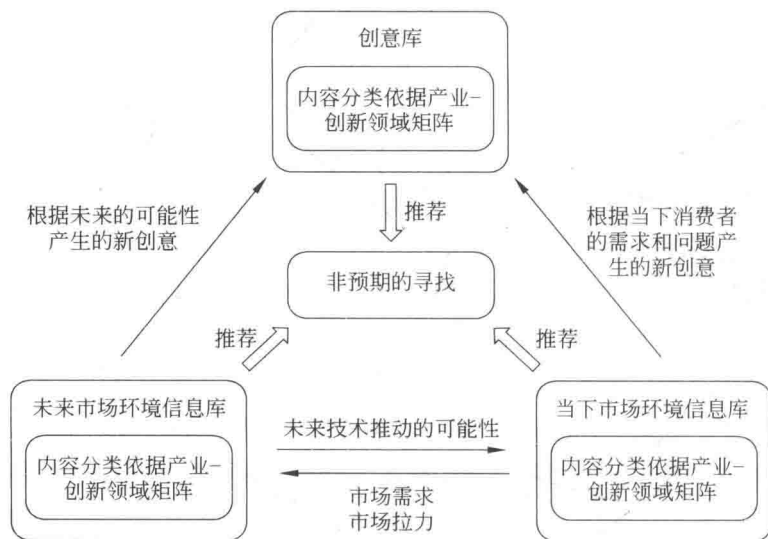 创意库
内容分类依据产业-
创新领域矩阵
根据未来的可能性
产生的新创意
推荐
根据当下消费者
的需求和问题产
生的新创意
非预期的寻找
推荐
推荐
未来市场环境信息库
内容分类依据产业-
创新领域矩阵
未来技术推动的可能性
市场需求
市场拉力
当下市场环境信息库
内容分类依据产业-
创新领域矩阵